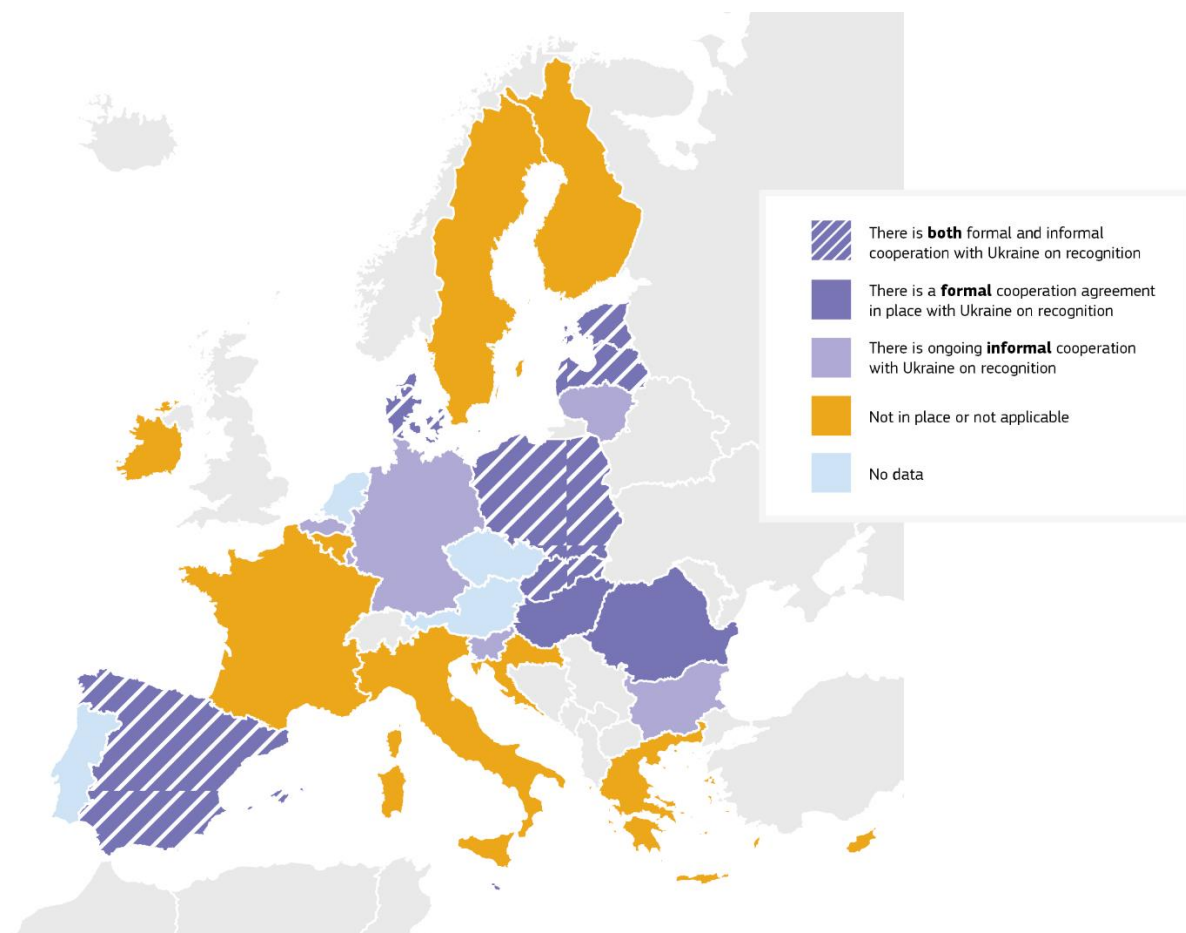 There is both formal and informal
cooperation with Ukraine on recognition
There is a formal cooperation agreement
in place with Ukraine on recognition
There is ongoing informal cooperation
with Ukraine on recognition
Not in place or not applicable
No data